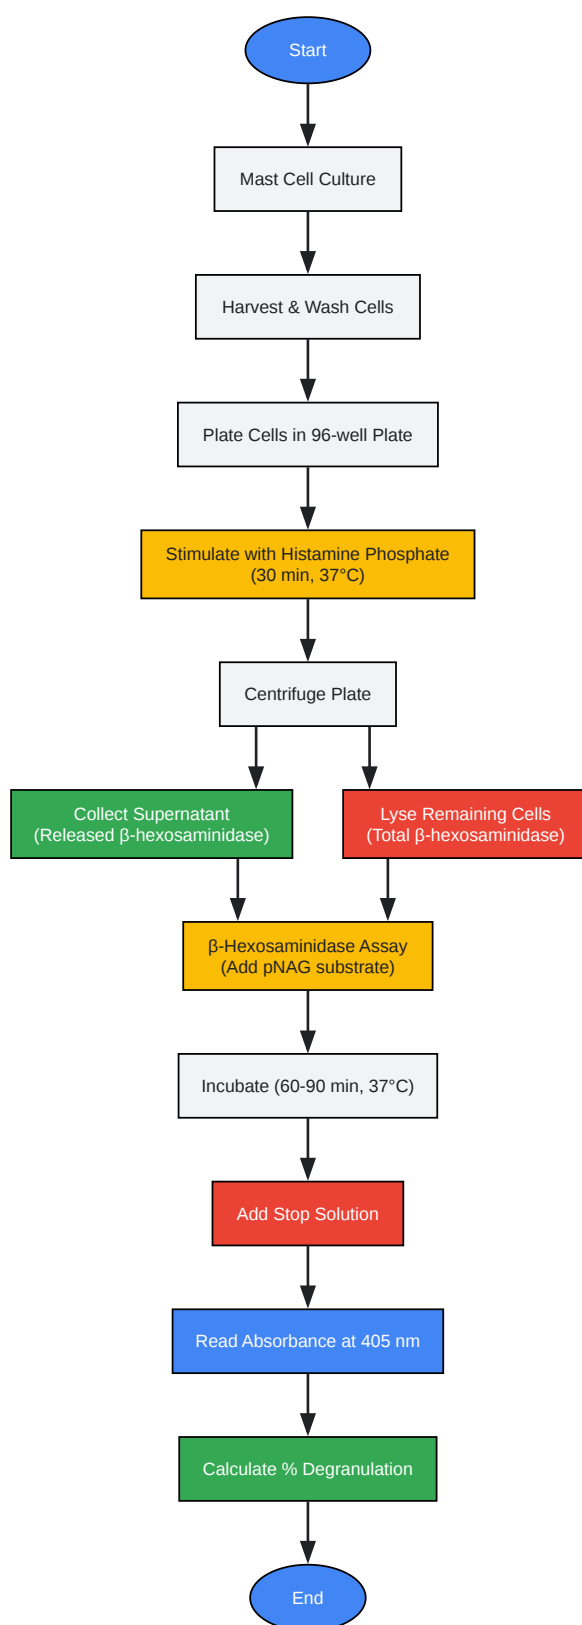 Start
Mast Cell Culture
Harvest & Wash Cells
Plate Cells in 96-well Plate
Stimulate with Histamine Phosphate
(30 min, 37°C)
Centrifuge Plate
Collect Supernatant
(Released β-hexosaminidase)
Lyse Remaining Cells
(Total β-hexosaminidase)
β-Hexosaminidase Assay
(Add pNAG substrate)
Incubate (60-90 min, 37°C)
Add Stop Solution
Read Absorbance at 405 nm
Calculate % Degranulation
End